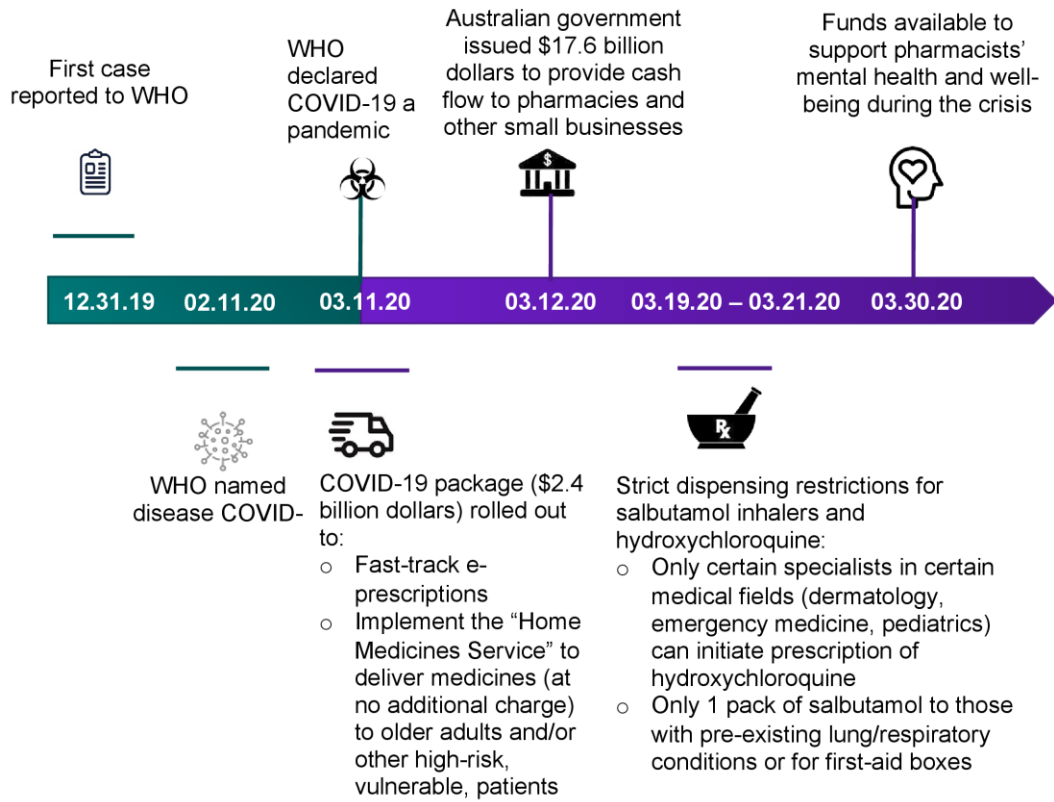 First case
reported to WHO
WHO
declared
COVID-19 a
pandemic
Australian government
issued $17.6 billion
dollars to provide cash
flow to pharmacies and
other small businesses
Funds available to
support pharmacists’
mental health and well-
being during the crisis
$
12.31.19
02.11.20
03.11.20
03.12.20
03.19.20 – 03.21.20
03.30.20
WHO named
disease COVID-
COVID-19 package ($2.4
billion dollars) rolled out
to:
o Fast-track e-
prescriptions
o Implement the “Home
Medicines Service” to
deliver medicines (at
no additional charge)
to older adults and/or
other high-risk,
vulnerable, patients
Rx
Strict dispensing restrictions for
salbutamol inhalers and
hydroxychloroquine:
o Only certain specialists in certain
medical fields (dermatology,
emergency medicine, pediatrics)
can initiate prescription of
hydroxychloroquine
o Only 1 pack of salbutamol to those
with pre-existing lung/respiratory
conditions or for first-aid boxes